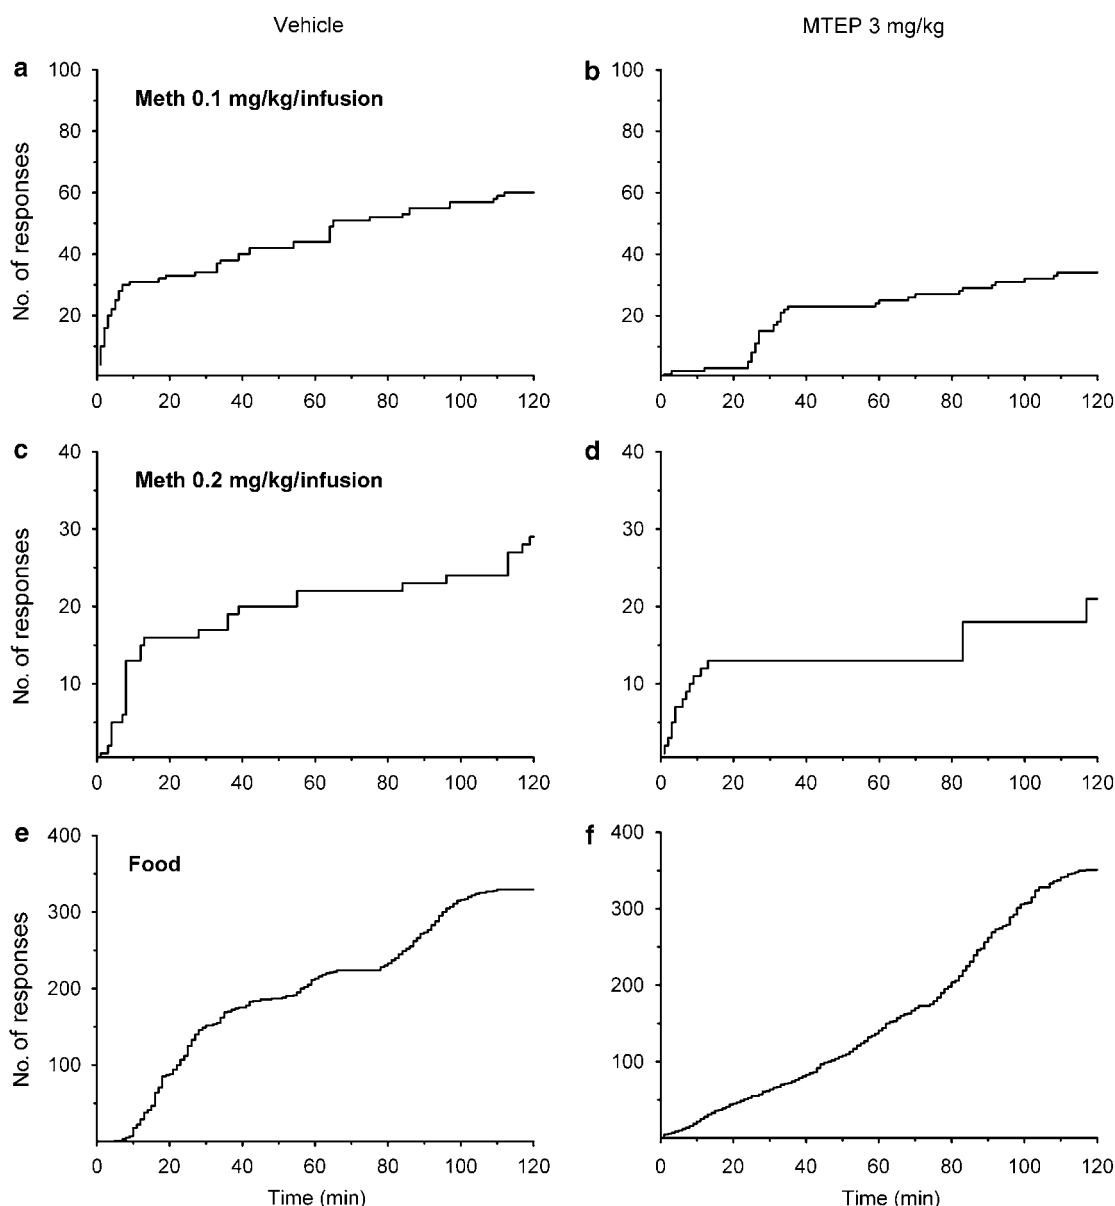 Vehicle
MTEP 3 mg/kg
a
b
Meth 0.1 mg/kg/infusion
No. of responses
100
80
60
40
20
0 20 40 60 80 100 120
100
80
60
40
20
0 20 40 60 80 100 120
c
d
Meth 0.2 mg/kg/infusion
No. of responses
40
30
20
10
0 20 40 60 80 100 120
40
30
20
10
0 20 40 60 80 100 120
e
f
Food
No. of responses
400
300
200
100
0 20 40 60 80 100 120
Time (min)
400
300
200
100
0 20 40 60 80 100 120
Time (min)